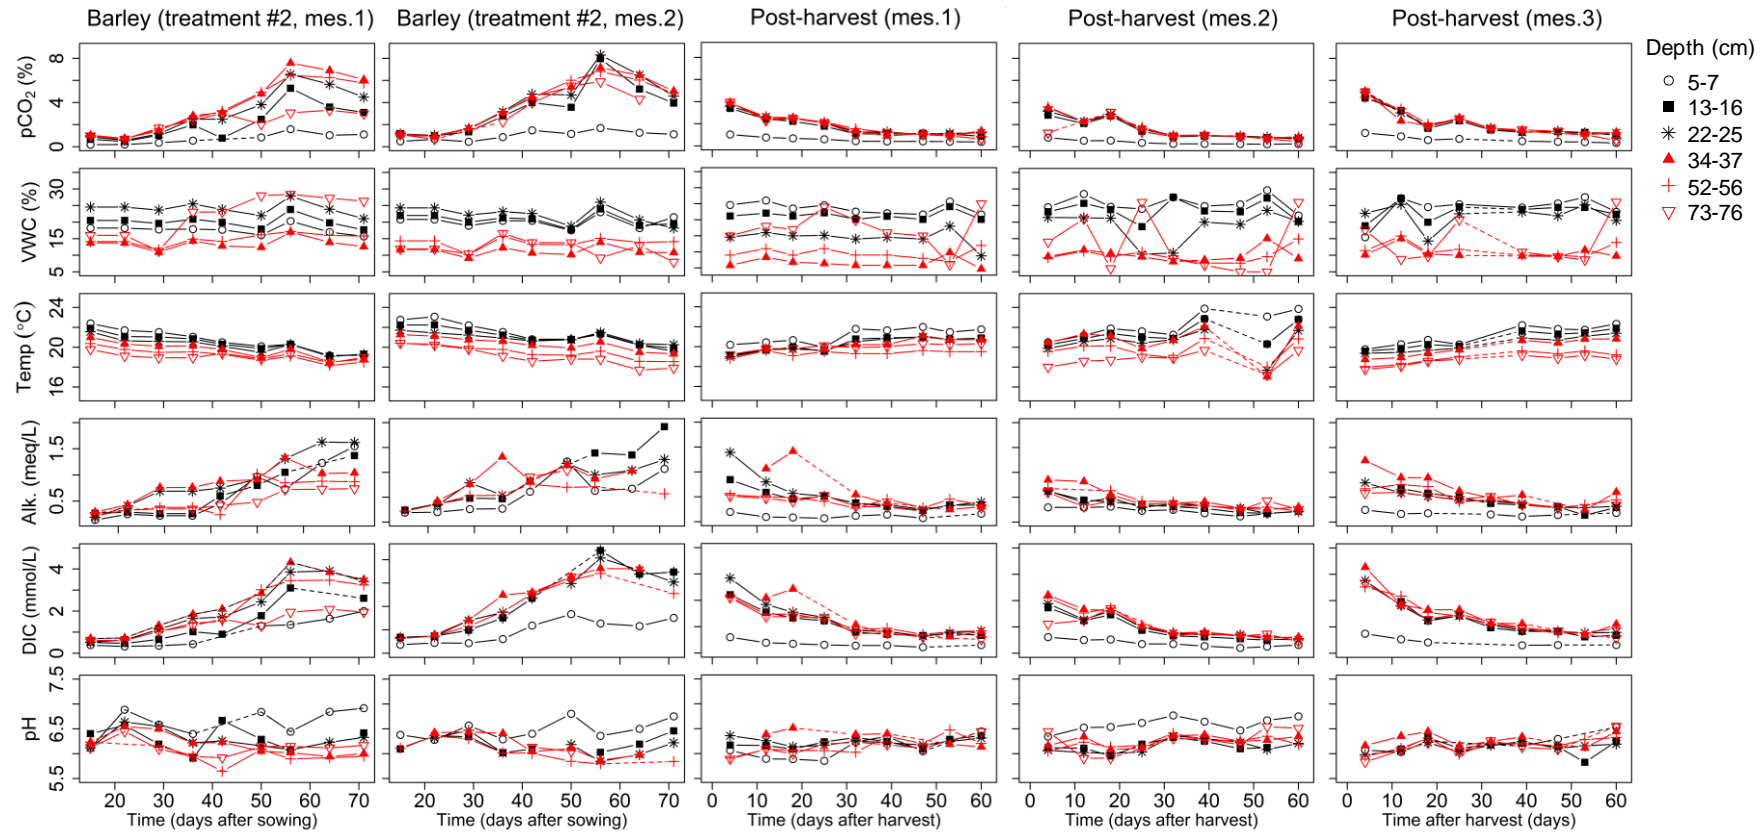 Barley (treatment #2, mes.1) Barley (treatment #2, mes.2) Post-harvest (mes.1) Post-harvest (mes.2) Post-harvest (mes.3)
Depth (cm)
5-7
13-16
22-25
34-37
52-56
73-76
pCO₂ (%)
8
4
0
VWC (%)
30
15
5
Temp (°C)
24
20
16
Alk. (meq/L)
1.5
0.5
DIC (mmol/L)
4
2
0
pH
7.5
6.5
5.5
20 30 40 50 60 70 20 30 40 50 60 70 0 10 20 30 40 50 60 0 10 20 30 40 50 60 0 10 20 30 40 50 60
Time (days after sowing) Time (days after sowing) Time (days after harvest) Time (days after harvest) Time after harvest (days)